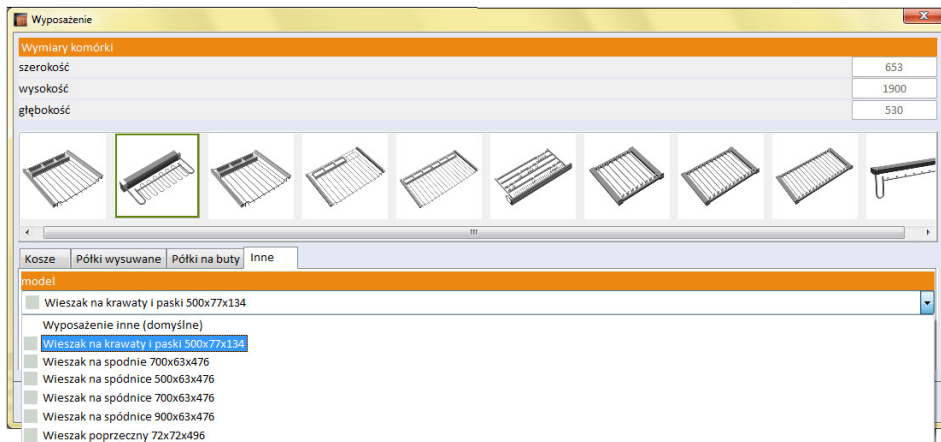 Wyposażenie
Wymiary komórki
szerokość 653
wysokość 1900
głębokość 530
Kosze Półki wysuwane Półki na buty Inne
model
Wieszak na krawaty i paski 500x77x134
Wyposażenie inne (domyślne)
Wieszak na krawaty i paski 500x77x134
Wieszak na spodnie 700x63x476
Wieszak na spódnice 500x63x476
Wieszak na spódnice 700x63x476
Wieszak na spódnice 900x63x476
Wieszak poprzeczny 72x72x496